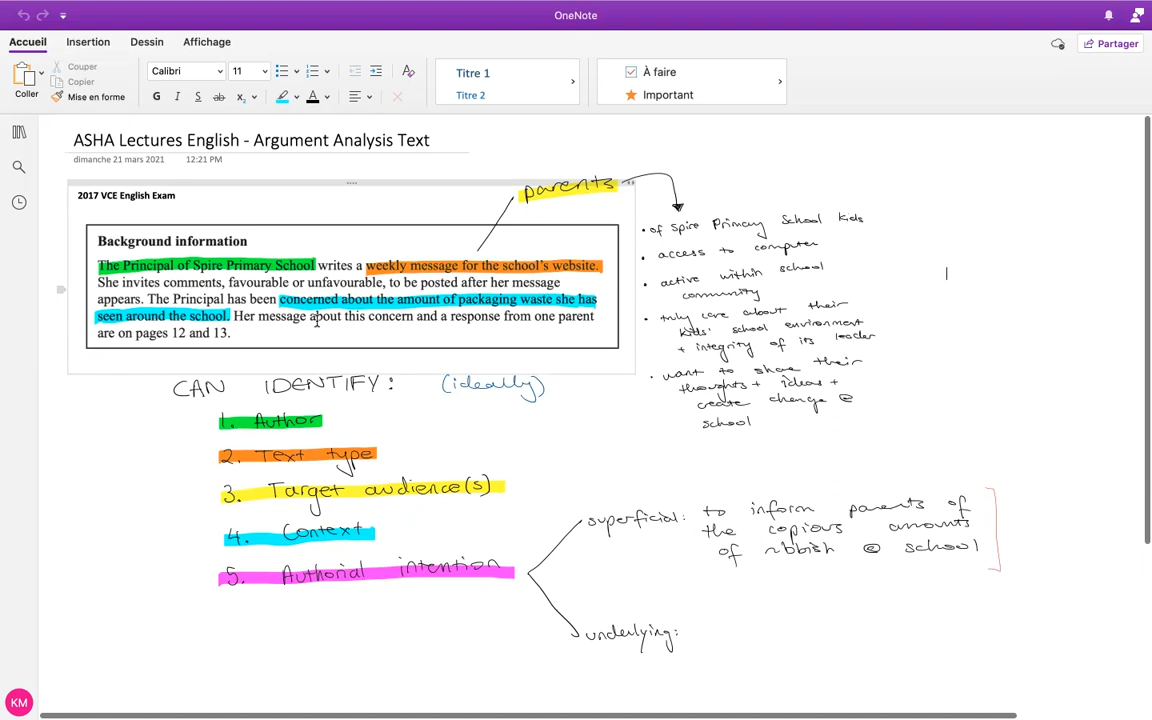 OneNote
Accueil
Insertion
Dessin
Affichage
Partager
Coller
Couper
Copier
Mise en forme
Calibri
11
G I S ab x₂
A
Titre 1
Titre 2
À faire
Important
ASHA Lectures English - Argument Analysis Text
dimanche 21 mars 2021 12:21 PM
2017 VCE English Exam
parents
Background information
The Principal of Spire Primary School writes a weekly message for the school's website.
She invites comments, favourable or unfavourable, to be posted after her message
appears. The Principal has been concerned about the amount of packaging waste she has
seen around the school. Her message about this concern and a response from one parent
are on pages 12 and 13.
• of Spire Primary School kids
• access to computer
• active within school
community
• truly care about their
kids' school environment
+ integrity of its leader
• want to share their
thoughts + ideas +
create change @
school
CAN IDENTIFY: (ideally)
1. Author
2. Text type
3. Target audience(s)
4. Context
5. Authorial intention
superficial: to inform parents of
the copious amounts
of rubbish @ school
underlying:
KM